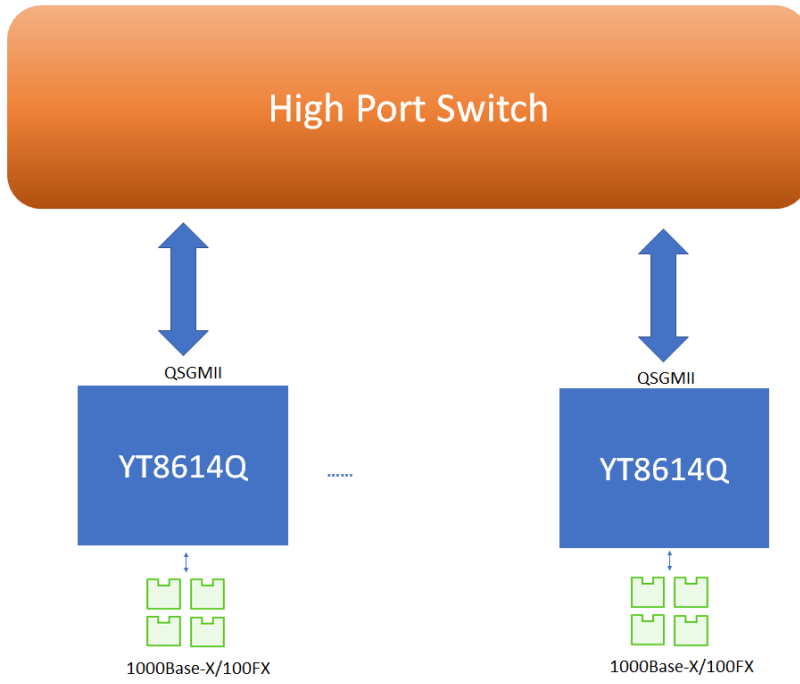 High Port Switch
QSGMII
QSGMII
YT8614Q
......
YT8614Q
1000Base-X/100FX
1000Base-X/100FX